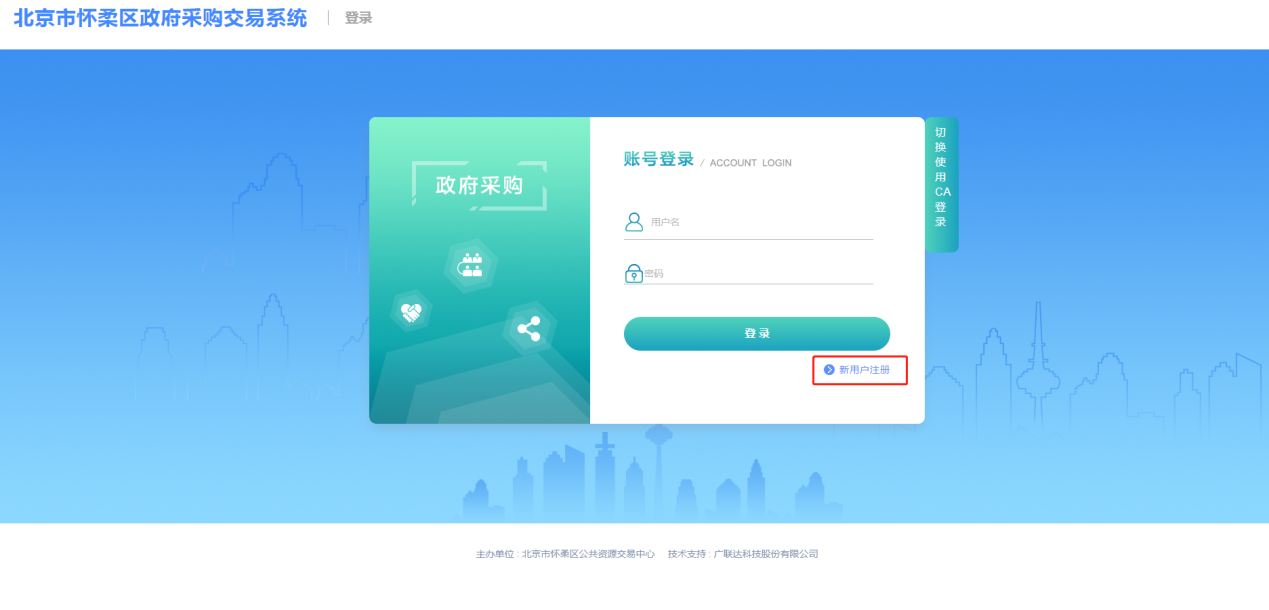 北京市怀柔区政府采购交易系统 | 登录
政府采购
账号登录 / ACCOUNT LOGIN
用户名
密码
登录
新用户注册
切换使用CA登录
主办单位：北京市怀柔区公共资源交易中心 技术支持：广联达科技股份有限公司